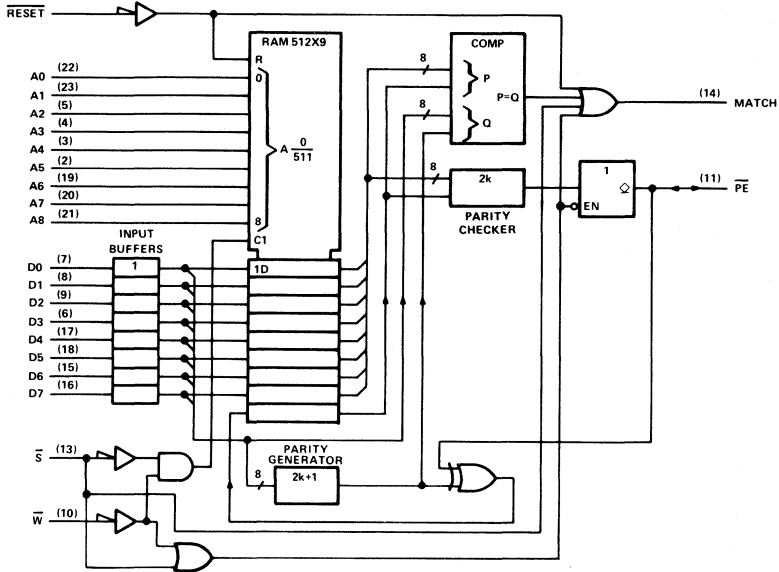 RESET
RAM 512X9
COMP
R
8
P
P=Q
(14)
MATCH
A0 (22)
0
A1 (23)
A2 (5)
A3 (4)
A4 (3)
A 0/511
A5 (2)
A6 (19)
A7 (20)
A8 (21)
8
C1
8
Q
8
2k
PARITY
CHECKER
1
EN
(11)
PE
INPUT
BUFFERS
D0 (7)
1
1D
D1 (8)
D2 (9)
D3 (6)
D4 (17)
D5 (18)
D6 (15)
D7 (16)
S (13)
PARITY
GENERATOR
8
2k+1
W (10)